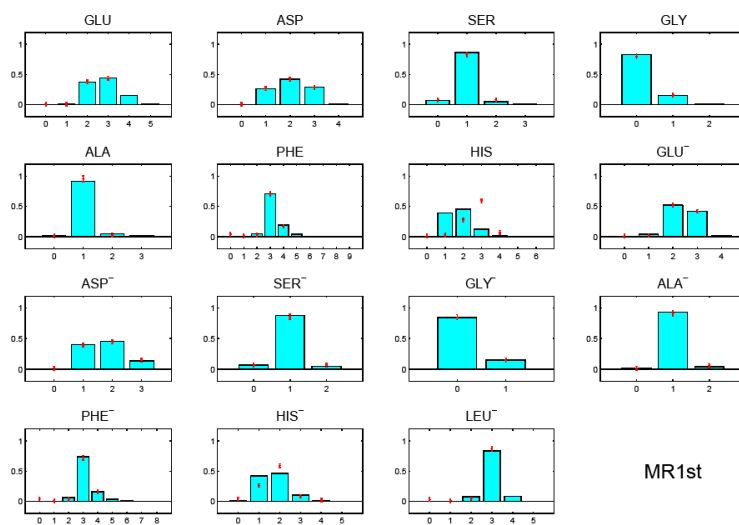 GLU ASP SER GLY
1 1 1 1
0.5 0.5 0.5 0.5
0 0 0 0
0 1 2 3 4 5 0 1 2 3 4 0 1 2 3 0 1 2
ALA PHE HIS GLU⁻
1 1 1 1
0.5 0.5 0.5 0.5
0 0 0 0
0 1 2 3 0 1 2 3 4 5 6 7 8 9 0 1 2 3 4 5 6 0 1 2 3 4
ASP⁻ SER⁻ GLY⁻ ALA⁻
1 1 1 1
0.5 0.5 0.5 0.5
0 0 0 0
0 1 2 3 0 1 2 0 1 0 1 2
PHE⁻ HIS⁻ LEU⁻
1 1 1
0.5 0.5 0.5 MR1st
0 0 0
0 1 2 3 4 5 6 7 8 0 1 2 3 4 5 0 1 2 3 4 5